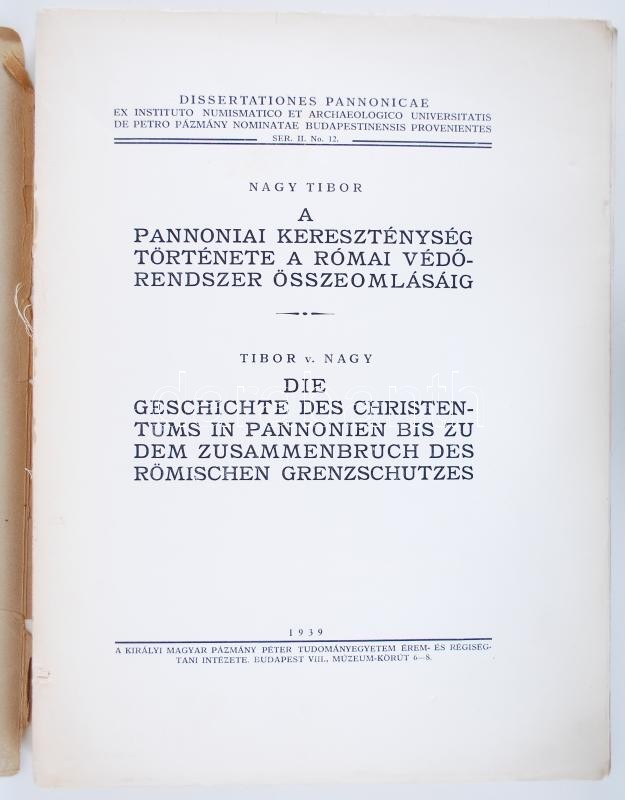 DISSERTATIONES PANNONICAE
EX INSTITUTO NUMISMATICO ET ARCHAEOLOGICO UNIVERSITATIS
DE PETRO PÁZMÁNY NOMINATAE BUDAPESTINENSIS PROVENIENTES
SER. II. No. 12.
NAGY TIBOR
A
PANNONIAI KERESZTÉNYSÉG
TÖRTÉNETE A RÓMAI VÉDŐ-
RENDSZER ÖSSZEOMLÁSÁIG
TIBOR v. NAGY
DIE
GESCHICHTE DES CHRISTEN-
TUMS IN PANNONIEN BIS ZU
DEM ZUSAMMENBRUCH DES
RÖMISCHEN GRENZSCHUTZES
1939
A KIRÁLYI MAGYAR PÁZMÁNY PÉTER TUDOMÁNYEGYETEM ÉREM- ÉS RÉGISÉG-
TANI INTÉZETE. BUDAPEST VIII., MÚZEUM-KÖRÚT 6—8.